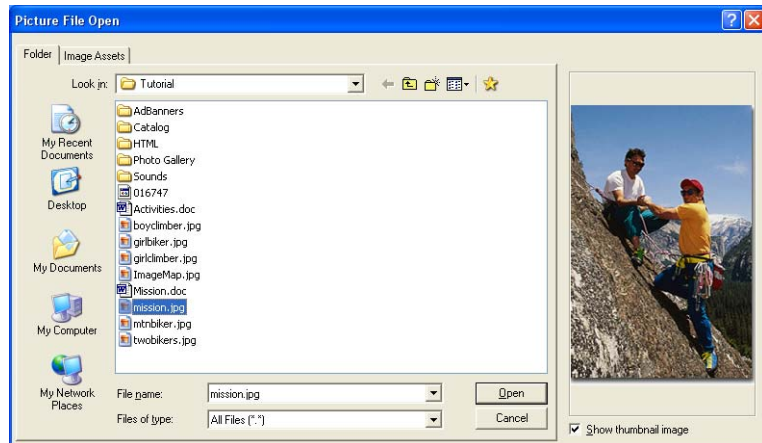 Picture File Open
Folder
Image Assets
Look in:
Tutorial
My Recent
Documents
Desktop
My Documents
My Computer
My Network
Places
AdBanners
Catalog
HTML
Photo Gallery
Sounds
016747
Activities.doc
boyclimber.jpg
girlbiker.jpg
girlclimber.jpg
ImageMap.jpg
Mission.doc
mission.jpg
mtnbiker.jpg
twobikers.jpg
File name:
mission.jpg
Open
Files of type:
All Files (*.*)
Cancel
Show thumbnail image